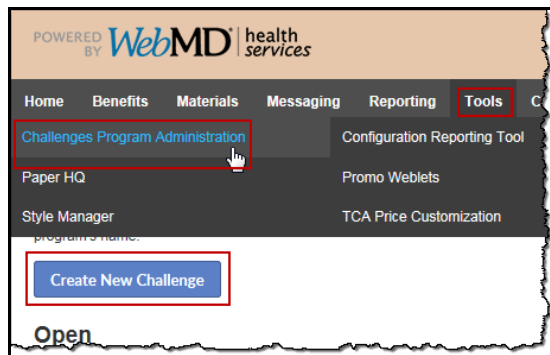 POWERED BY WebMD health services
Home Benefits Materials Messaging Reporting Tools C
Challenges Program Administration Configuration Reporting Tool
Paper HQ Promo Weblets
Style Manager TCA Price Customization
program's name.
Create New Challenge
Open